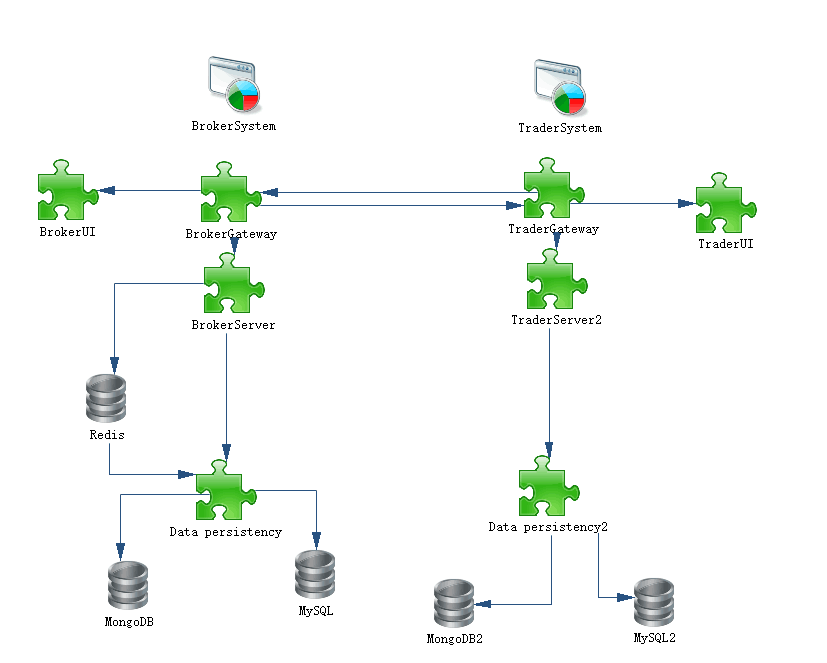 BrokerSystem
TraderSystem
BrokerUI
BrokerGateway
TraderGateway
TraderUI
BrokerServer
TraderServer2
Redis
Data persistency
Data persistency2
MongoDB
MySQL
MongoDB2
MySQL2